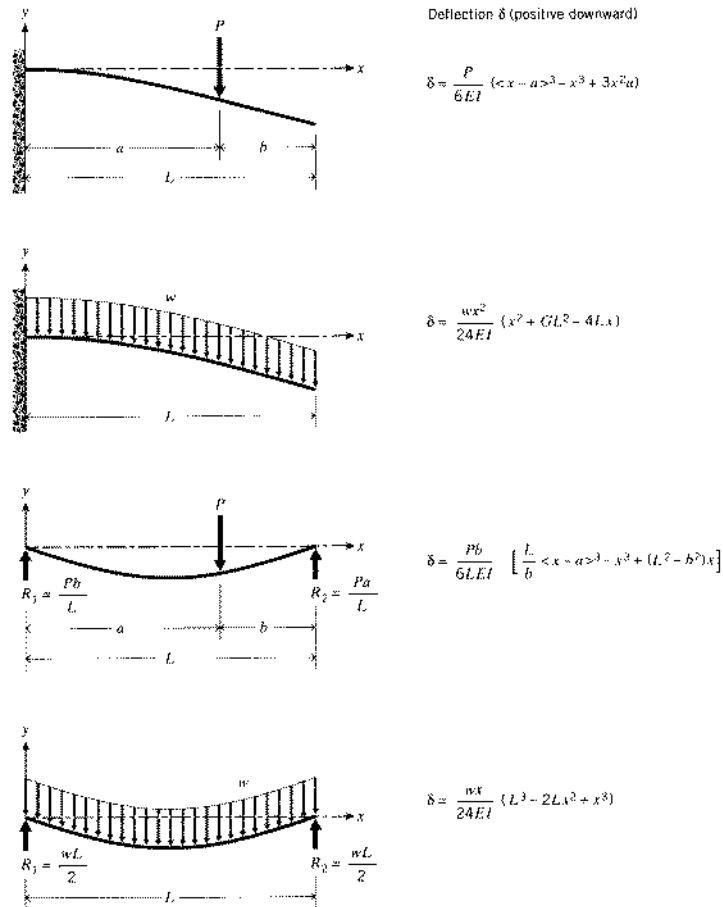 Deflection δ (positive downward)
y
P
x
a
b
L
δ = P/6EI (<x – a>³ – x³ + 3x²a)
y
w
x
L
δ = wx²/24EI (x² + 6L² – 4Lx)
y
P
x
R₁ = Pb/L
R₂ = Pa/L
a
b
L
δ = Pb/6LEI [L/b <x – a>³ – x³ + (L² – b²)x]
y
w
x
R₁ = wL/2
R₂ = wL/2
L
δ = wx/24EI (L³ – 2Lx² + x³)